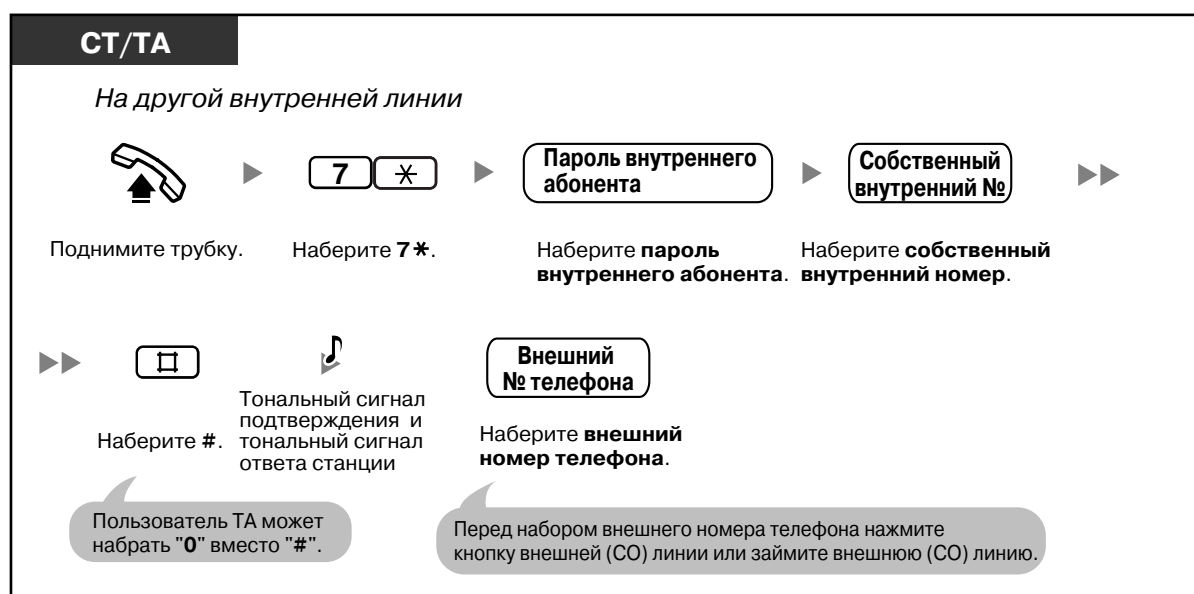 СТ/ТА
На другой внутренней линии
7 *
Пароль внутреннего
абонента
Собственный
внутренний №
Поднимите трубку.
Наберите 7*.
Наберите пароль
внутреннего абонента.
Наберите собственный
внутренний номер.
#
Внешний
№ телефона
Наберите #.
Тональный сигнал
подтверждения и
тональный сигнал
ответа станции
Наберите внешний
номер телефона.
Пользователь ТА может
набрать "0" вместо "#".
Перед набором внешнего номера телефона нажмите
кнопку внешней (СО) линии или займите внешнюю (СО) линию.